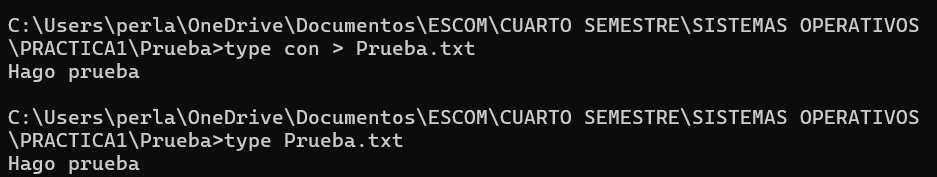 C:\Users\perla\OneDrive\Documentos\ESCOM\CUARTO SEMESTRE\SISTEMAS OPERATIVOS
\PRACTICA1\Prueba>type con > Prueba.txt
Hago prueba
C:\Users\perla\OneDrive\Documentos\ESCOM\CUARTO SEMESTRE\SISTEMAS OPERATIVOS
\PRACTICA1\Prueba>type Prueba.txt
Hago prueba